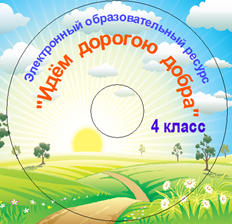 Электронный образовательный ресурс
"Идём дорогою добра"
4 класс